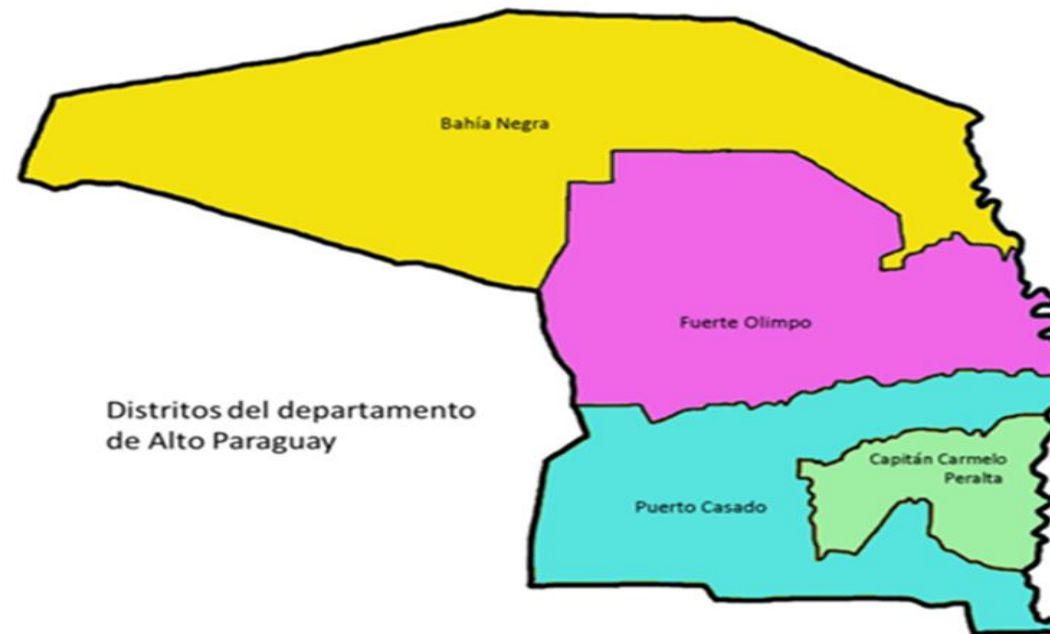 Bahía Negra
Fuerte Olimpo
Distritos del departamento
de Alto Paraguay
Capitán Carmelo
Peralta
Puerto Casado